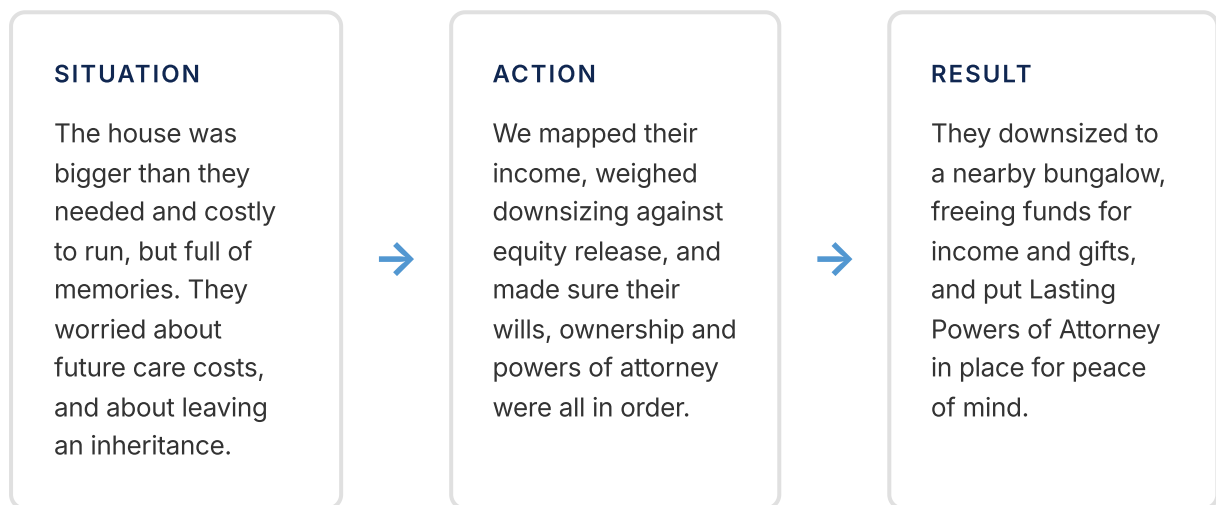 SITUATION
The house was
bigger than they
needed and costly
to run, but full of
memories. They
worried about
future care costs,
and about leaving
an inheritance.
ACTION
We mapped their
income, weighed
downsizing against
equity release, and
made sure their
wills, ownership and
powers of attorney
were all in order.
RESULT
They downsized to
a nearby bungalow,
freeing funds for
income and gifts,
and put Lasting
Powers of Attorney
in place for peace
of mind.